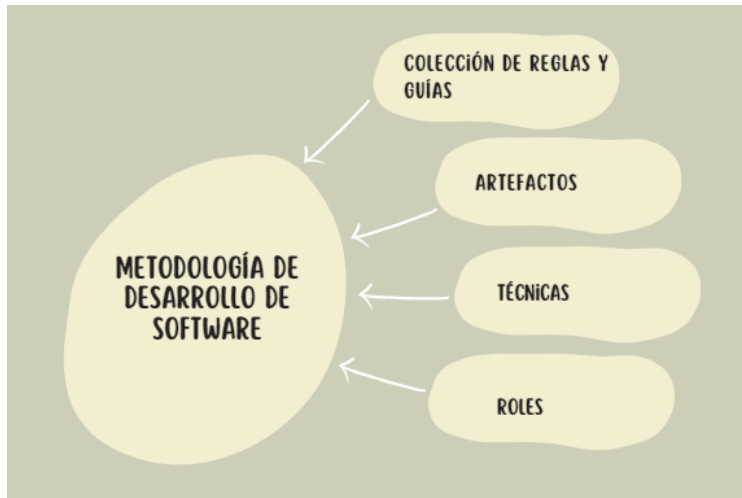 COLECCIÓN DE REGLAS Y
GUÍAS
ARTEFACTOS
METODOLOGÍA DE
DESARROLLO DE
SOFTWARE
TÉCNICAS
ROLES